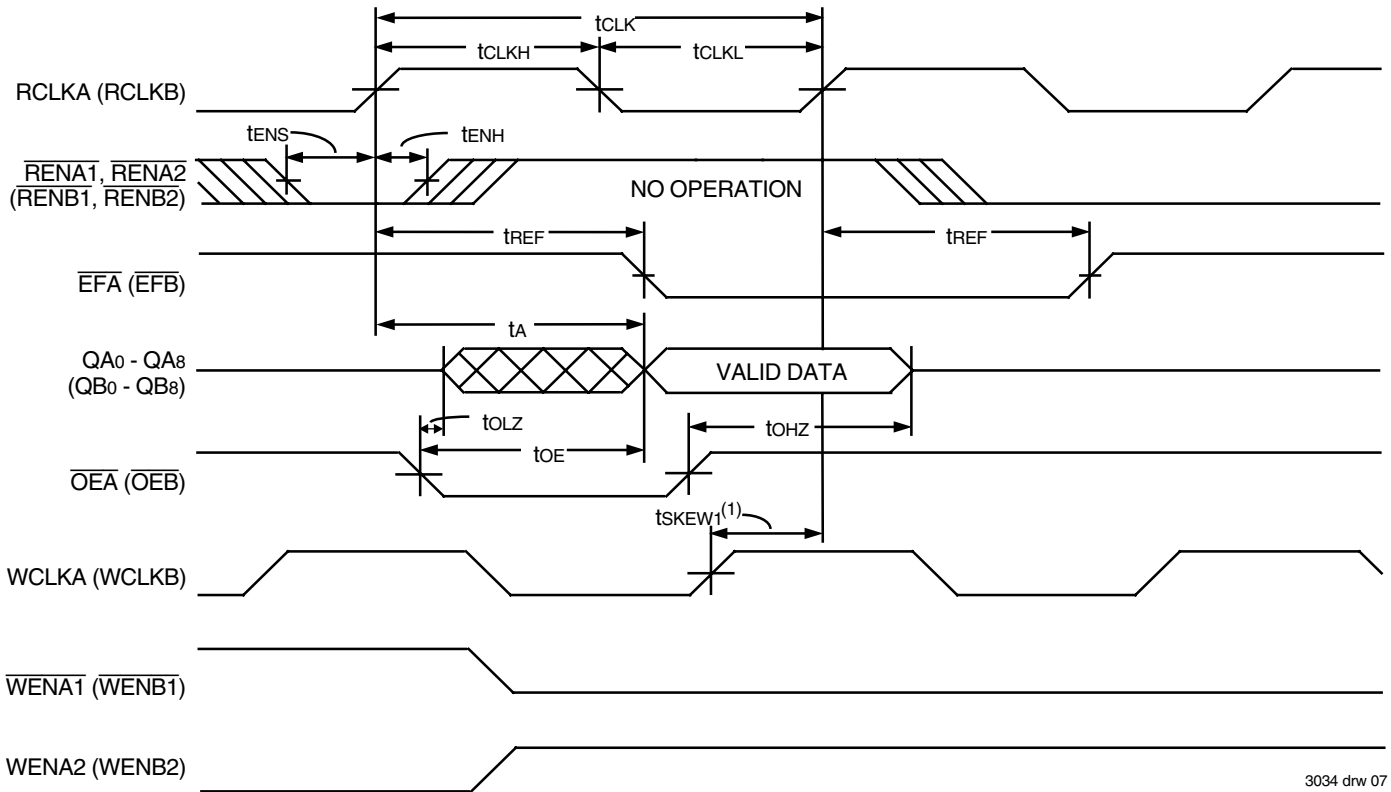 tCLK
tCLKH
tCLKL
RCLKA (RCLKB)
tENS
tENH
RENA1, RENA2
(RENB1, RENB2)
NO OPERATION
tREF
tREF
EFA (EFB)
tA
QA0 - QA8
(QB0 - QB8)
VALID DATA
tOLZ
tOHZ
tOE
OEA (OEB)
tSKEW1(1)
WCLKA (WCLKB)
WENA1 (WENB1)
WENA2 (WENB2)
3034 drw 07